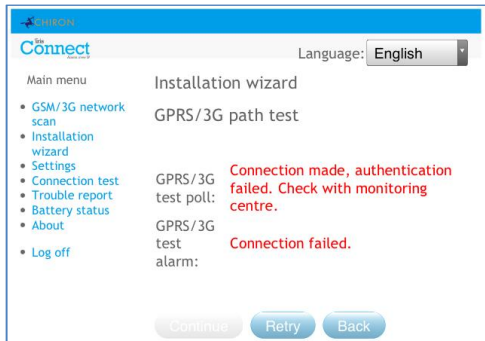 CHIRON
Iris
Connect
Language: English
Main menu
Installation wizard
GPRS/3G path test
• GSM/3G network
scan
• Installation
wizard
• Settings
• Connection test
• Trouble report
• Battery status
• About
• Log off
GPRS/3G
test poll:
Connection made, authentication
failed. Check with monitoring
centre.
GPRS/3G
test
alarm:
Connection failed.
Continue
Retry
Back